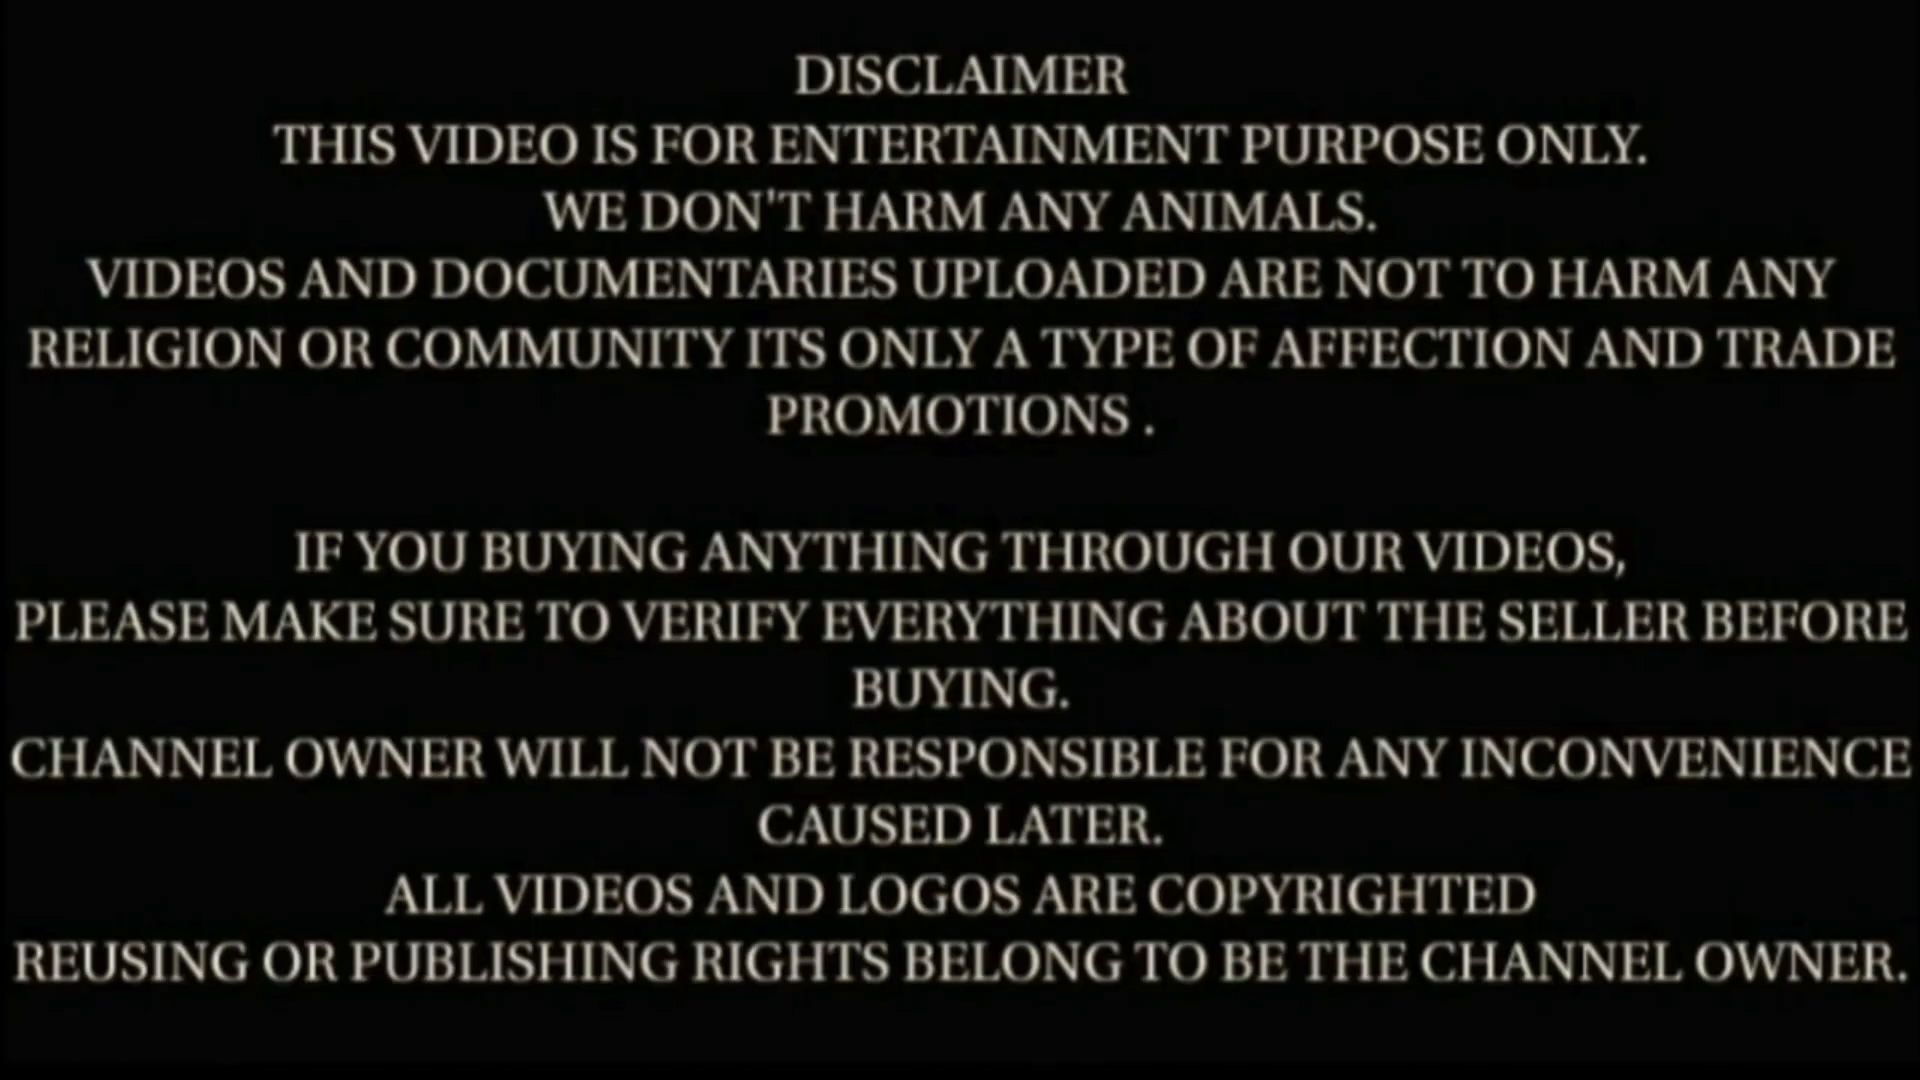 DISCLAIMER
THIS VIDEO IS FOR ENTERTAINMENT PURPOSE ONLY.
WE DON'T HARM ANY ANIMALS.
VIDEOS AND DOCUMENTARIES UPLOADED ARE NOT TO HARM ANY
RELIGION OR COMMUNITY ITS ONLY A TYPE OF AFFECTION AND TRADE
PROMOTIONS .
IF YOU BUYING ANYTHING THROUGH OUR VIDEOS,
PLEASE MAKE SURE TO VERIFY EVERYTHING ABOUT THE SELLER BEFORE
BUYING.
CHANNEL OWNER WILL NOT BE RESPONSIBLE FOR ANY INCONVENIENCE
CAUSED LATER.
ALL VIDEOS AND LOGOS ARE COPYRIGHTED
REUSING OR PUBLISHING RIGHTS BELONG TO BE THE CHANNEL OWNER.